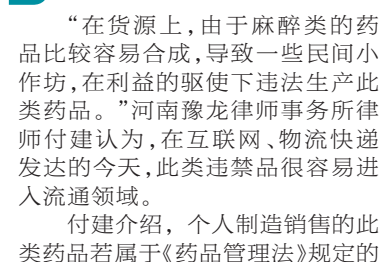 “在货源上,由于麻醉类的药
品比较容易合成,导致一些民间小
作坊,在利益的驱使下违法生产此
类药品。”河南豫龙律师事务所律
师付建认为,在互联网、物流快递
发达的今天,此类违禁品很容易进
入流通领域。
付建介绍，个人制造销售的此
类药品若属于《药品管理法》规定的